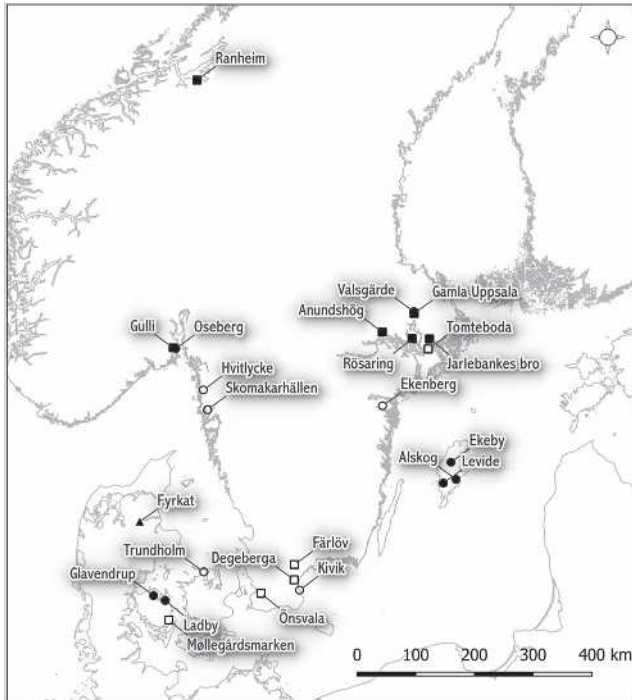 Ranheim
Valsgärde
Gamla Uppsala
Anundshög
Tomteboda
Gulli
Oseberg
Rösaring
Jarlebankes bro
Hvitlycke
Ekenberg
Skomakarhällen
Ekeby
Alskog
Levide
Fyrkat
Trundholm
Färlöv
Degeberga
Kivik
Glavendrup
Ladby
Önsvala
Møllegårdsmarken
0 100 200 300 400 km